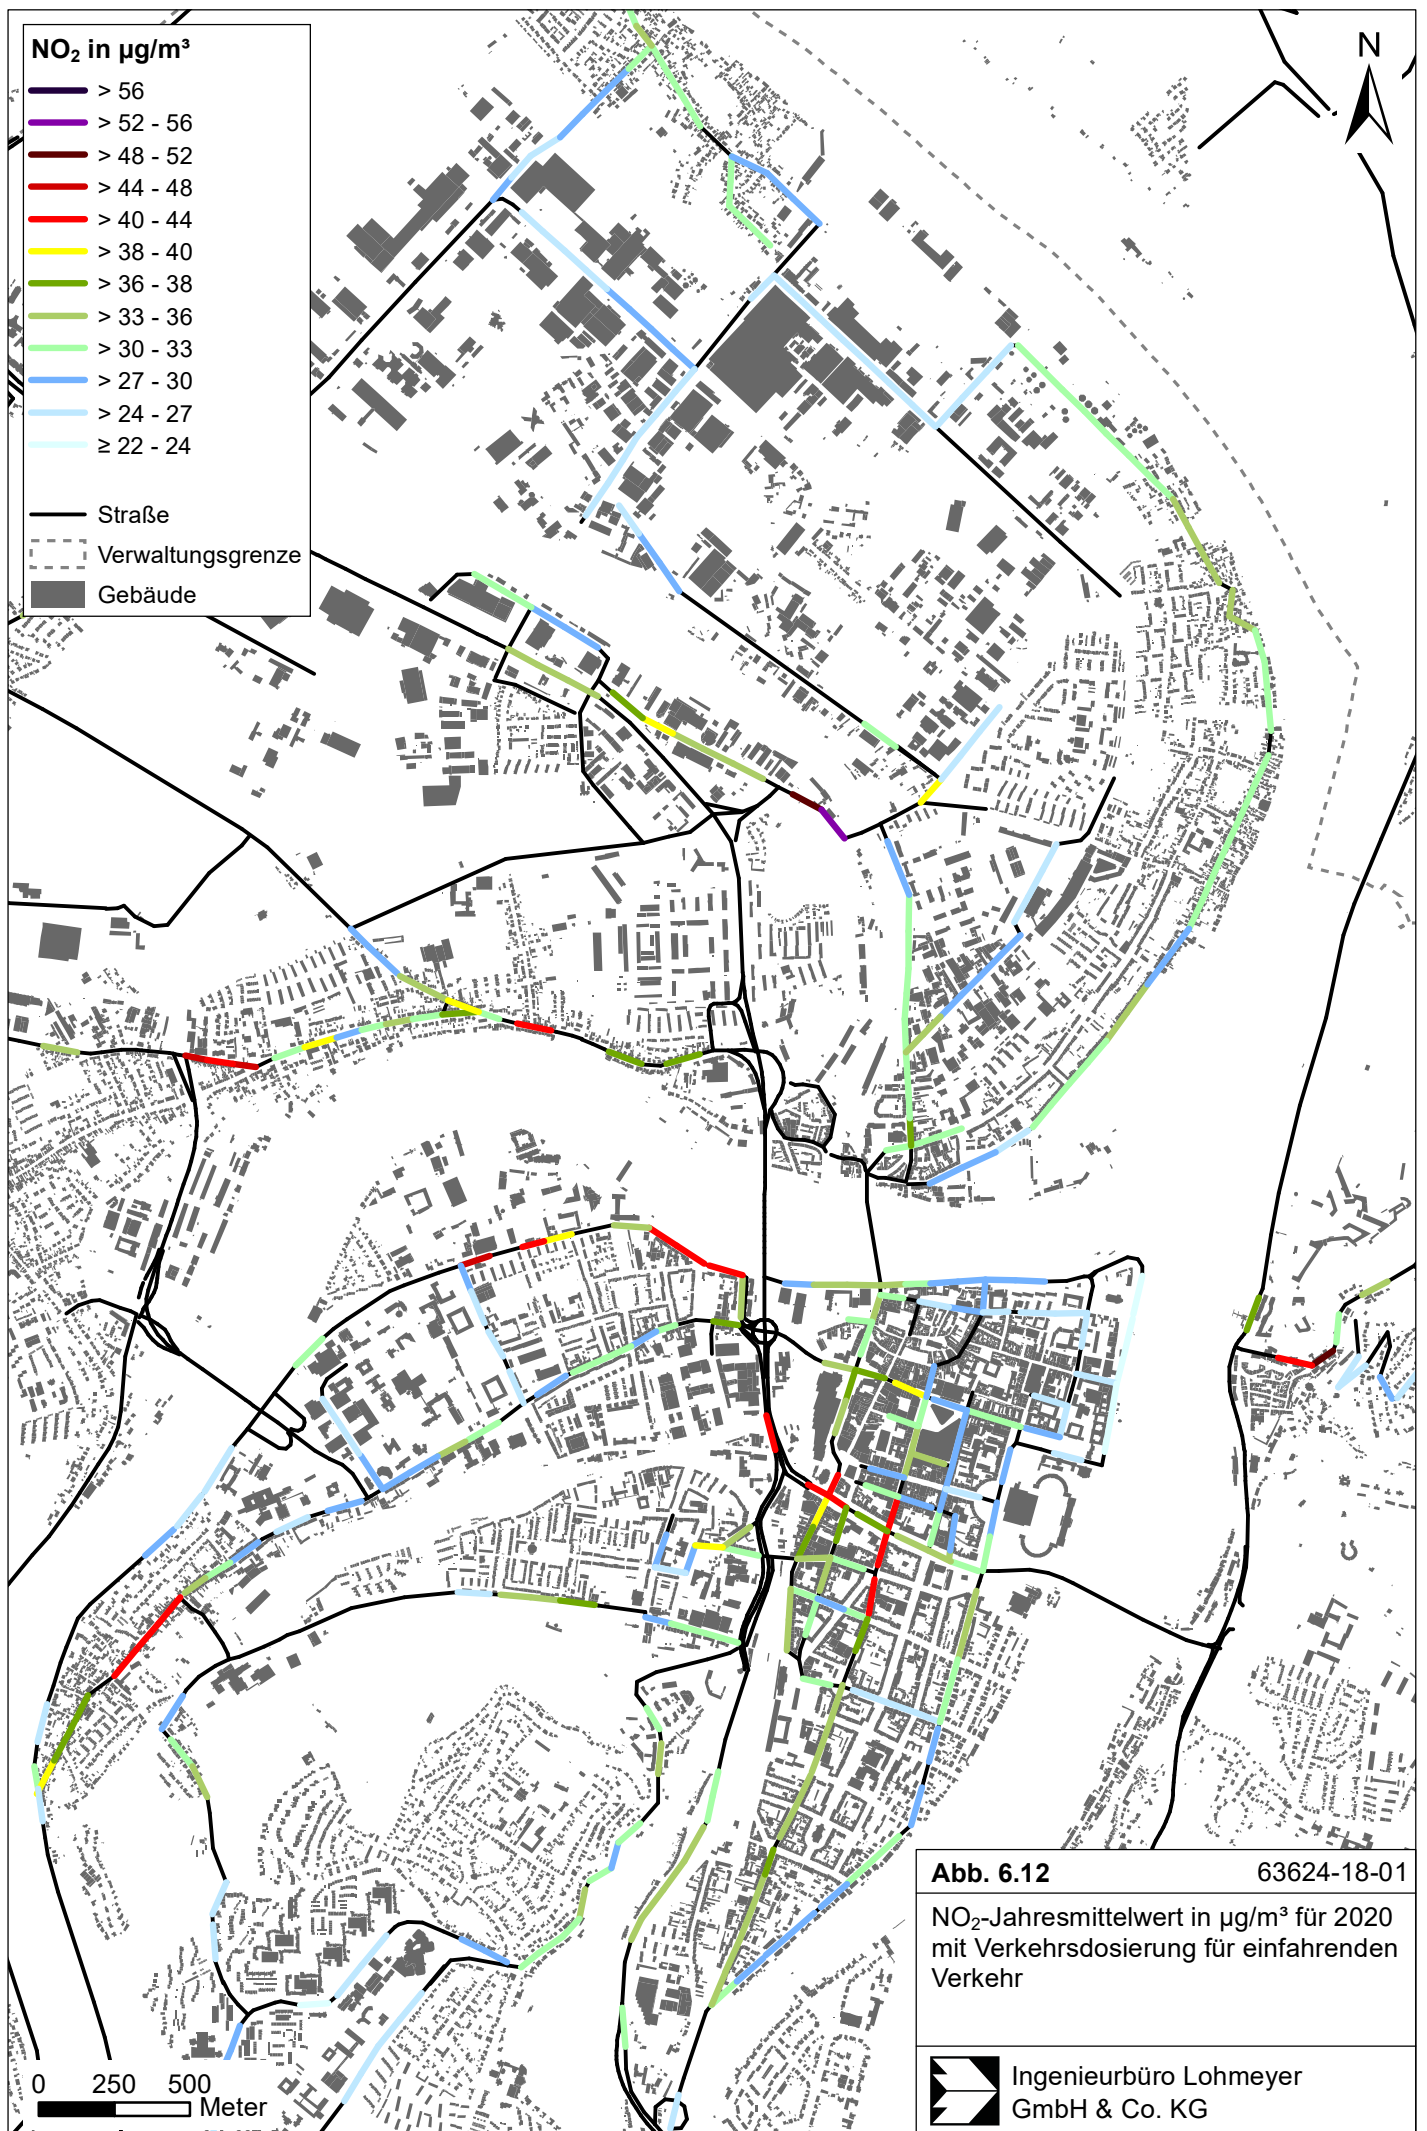 NO₂ in µg/m³
> 56
> 52 - 56
> 48 - 52
> 44 - 48
> 40 - 44
> 38 - 40
> 36 - 38
> 33 - 36
> 30 - 33
> 27 - 30
> 24 - 27
≥ 22 - 24
Straße
Verwaltungsgrenze
Gebäude
N
0 250 500
Meter
Abb. 6.12 63624-18-01
NO₂-Jahresmittelwert in µg/m³ für 2020
mit Verkehrsdosierung für einfahrenden
Verkehr
Ingenieurbüro Lohmeyer
GmbH & Co. KG